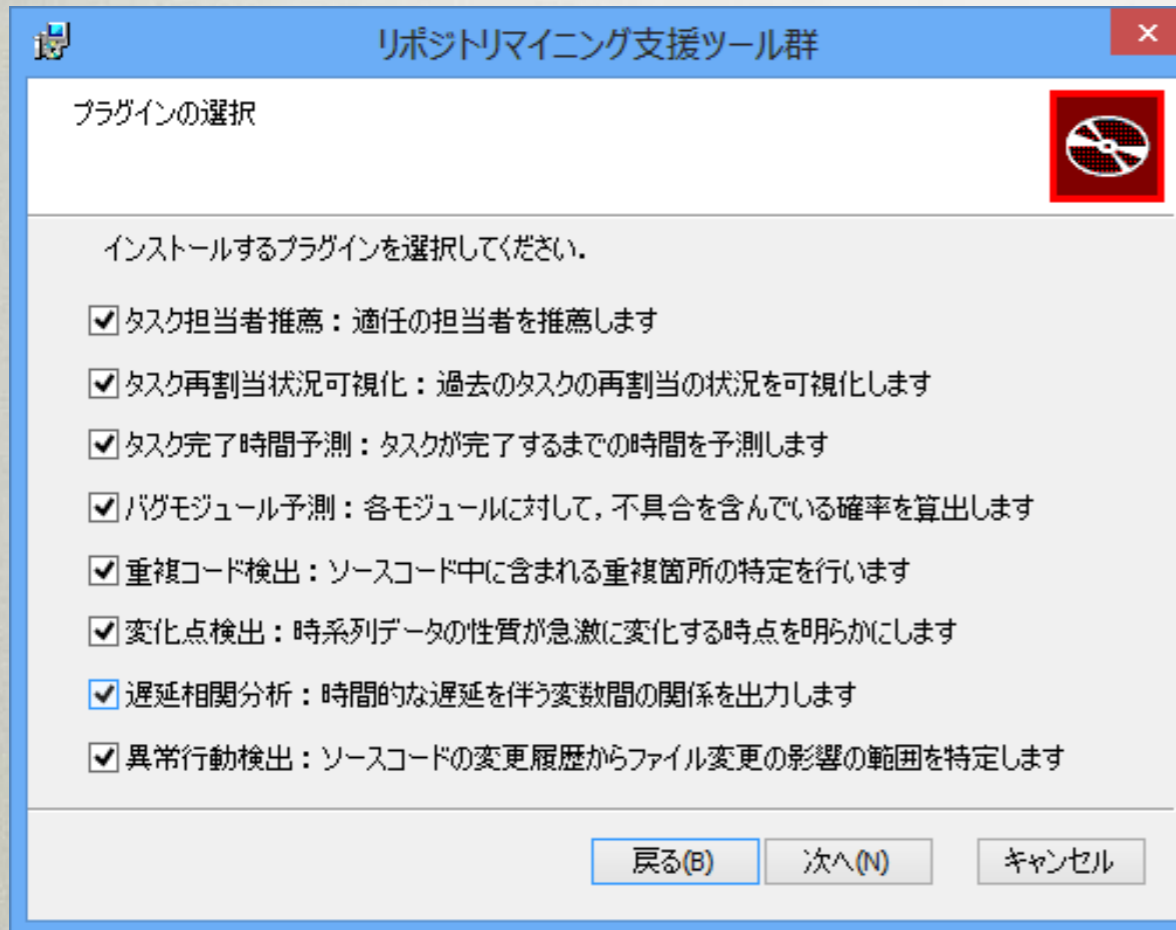 リポジトリマイニング支援ツール群
プラグインの選択
インストールするプラグインを選択してください.
タスク担当者推薦：適任の担当者を推薦します
タスク再割当状況可視化：過去のタスクの再割当の状況を可視化します
タスク完了時間予測：タスクが完了するまでの時間を予測します
バグモジュール予測：各モジュールに対して,不具合を含んでいる確率を算出します
重複コード検出：ソースコード中に含まれる重複箇所の特定を行います
変化点検出：時系列データの性質が急激に変化する時点を明らかにします
遅延相関分析：時間的な遅延を伴う変数間の関係を出力します
異常行動検出：ソースコードの変更履歴からファイル変更の影響の範囲を特定します
戻る(B) 次へ(N) キャンセル